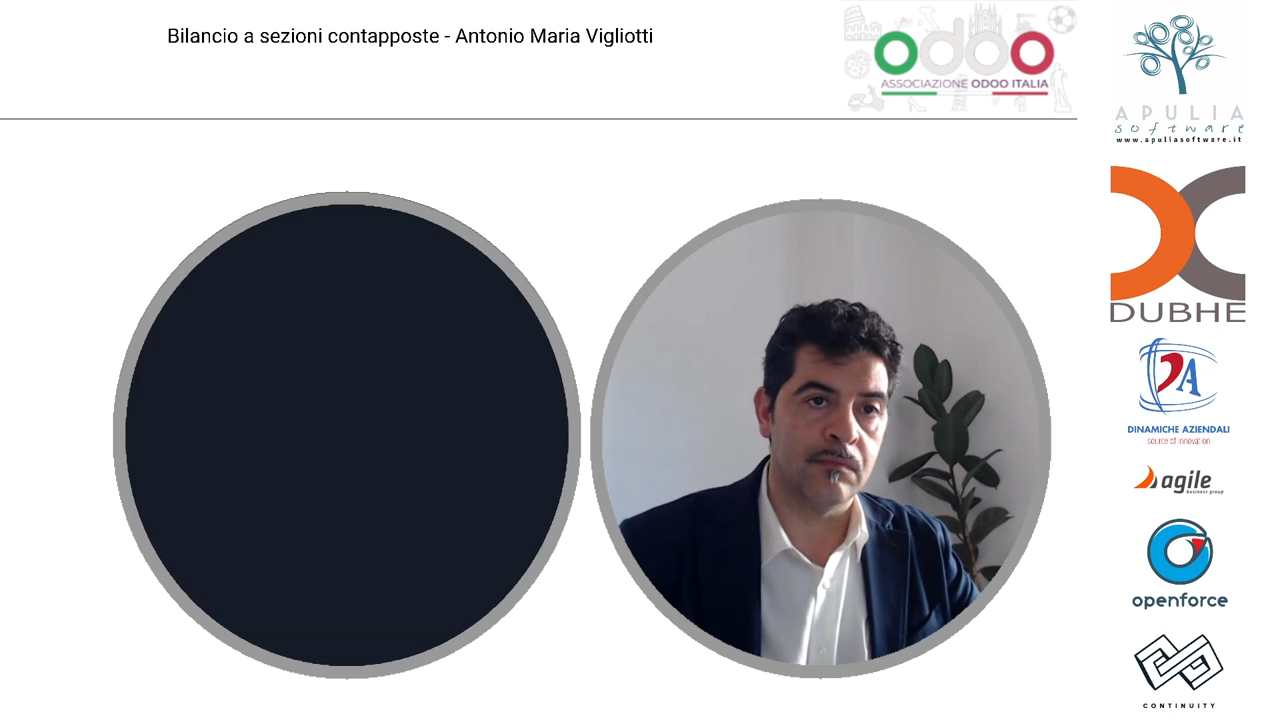 Bilancio a sezioni contapposte - Antonio Maria Vigliotti
odoo
ASSOCIAZIONE ODOO ITALIA
APULIA
software
www.apuliasoftware.it
DUBHE
DA
DINAMICHE AZIENDALI
source of innovation
agile
business group
openforce
CONTINUITY